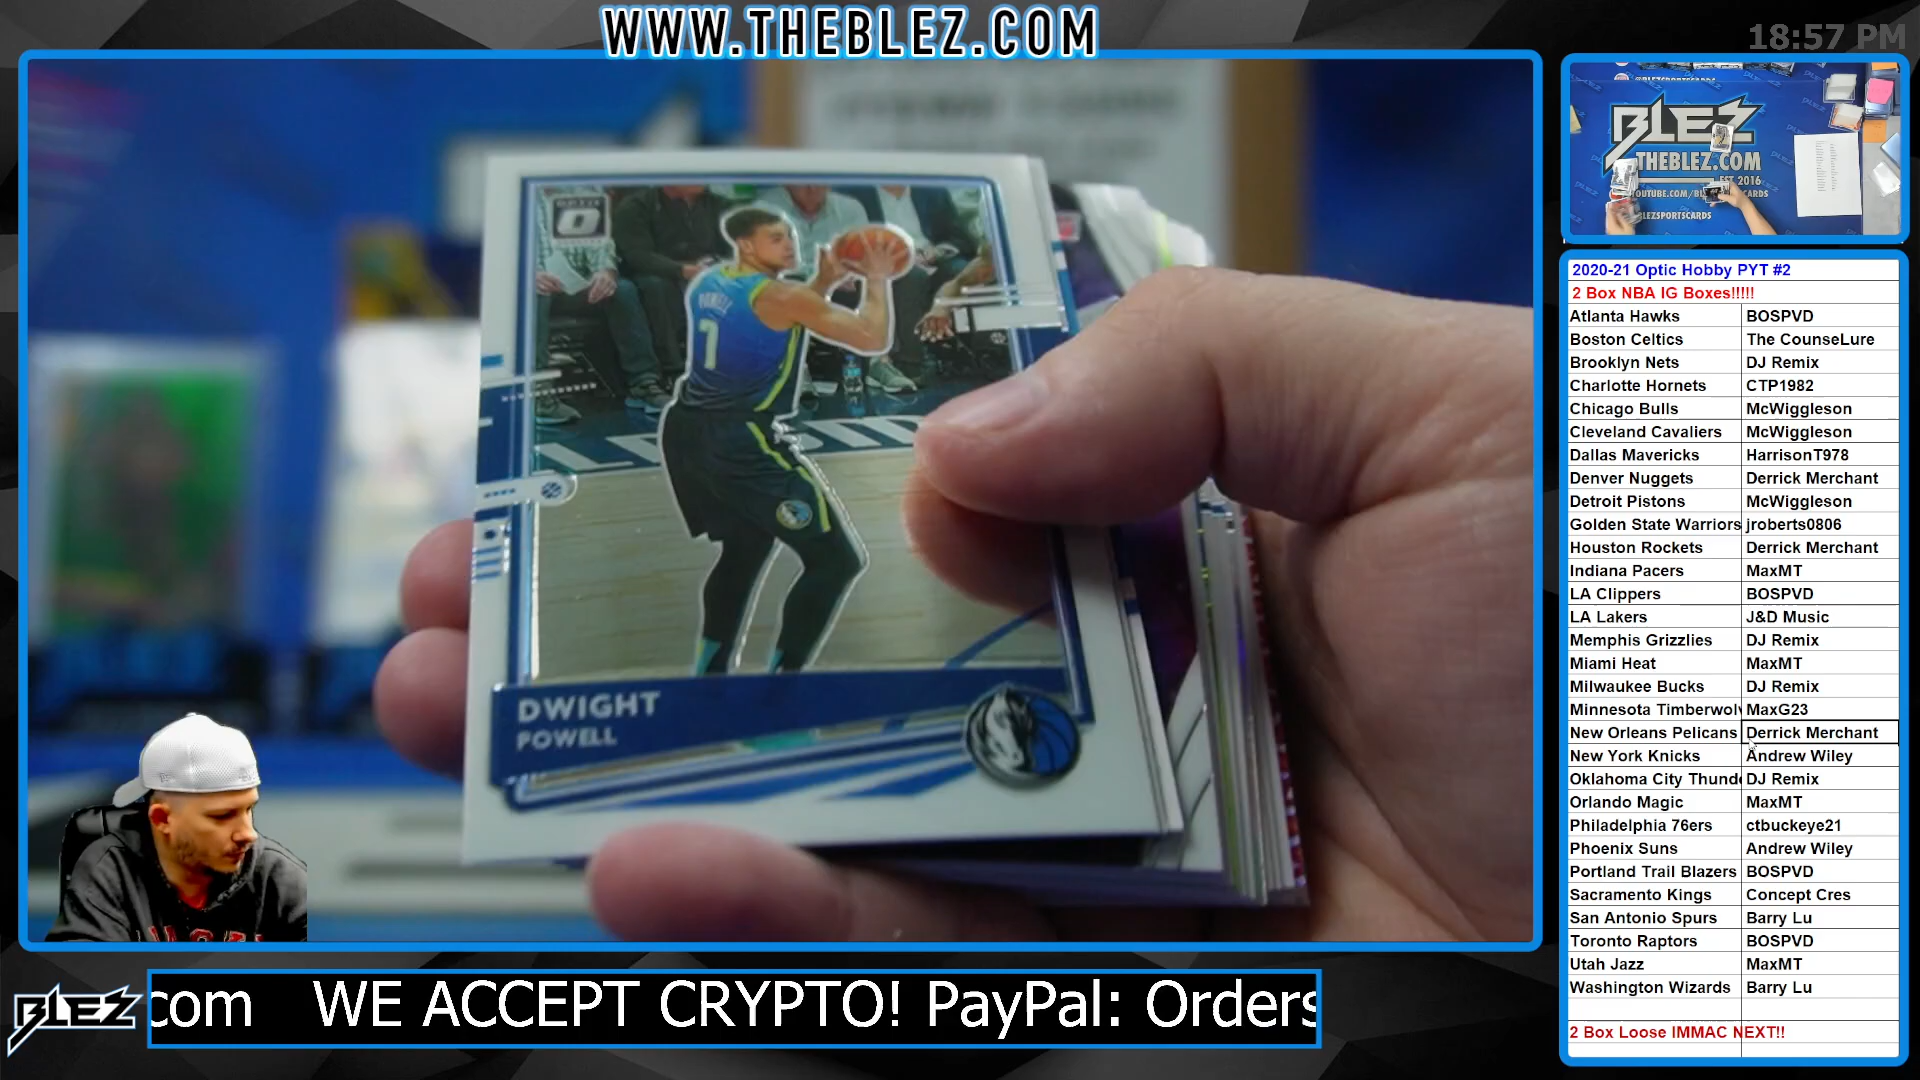 WWW.THEBLEZ.COM
18:57 PM
OPTIC
POWELL
7
DWIGHT
POWELL
BLEZ
THEBLEZ.COM
EST 2016
BLEZSPORTSCARDS
2020-21 Optic Hobby PYT #2
2 Box NBA IG Boxes!!!!!
Atlanta Hawks BOSPVD
Boston Celtics The CounseLure
Brooklyn Nets DJ Remix
Charlotte Hornets CTP1982
Chicago Bulls McWiggleson
Cleveland Cavaliers McWiggleson
Dallas Mavericks HarrisonT978
Denver Nuggets Derrick Merchant
Detroit Pistons McWiggleson
Golden State Warriors jroberts0806
Houston Rockets Derrick Merchant
Indiana Pacers MaxMT
LA Clippers BOSPVD
LA Lakers J&D Music
Memphis Grizzlies DJ Remix
Miami Heat MaxMT
Milwaukee Bucks DJ Remix
Minnesota Timberwolv MaxG23
New Orleans Pelicans Derrick Merchant
New York Knicks Andrew Wiley
Oklahoma City Thunde DJ Remix
Orlando Magic MaxMT
Philadelphia 76ers ctbuckeye21
Phoenix Suns Andrew Wiley
Portland Trail Blazers BOSPVD
Sacramento Kings Concept Cres
San Antonio Spurs Barry Lu
Toronto Raptors BOSPVD
Utah Jazz MaxMT
Washington Wizards Barry Lu
2 Box Loose IMMAC NEXT!!
BLEZ
com WE ACCEPT CRYPTO! PayPal: Orders